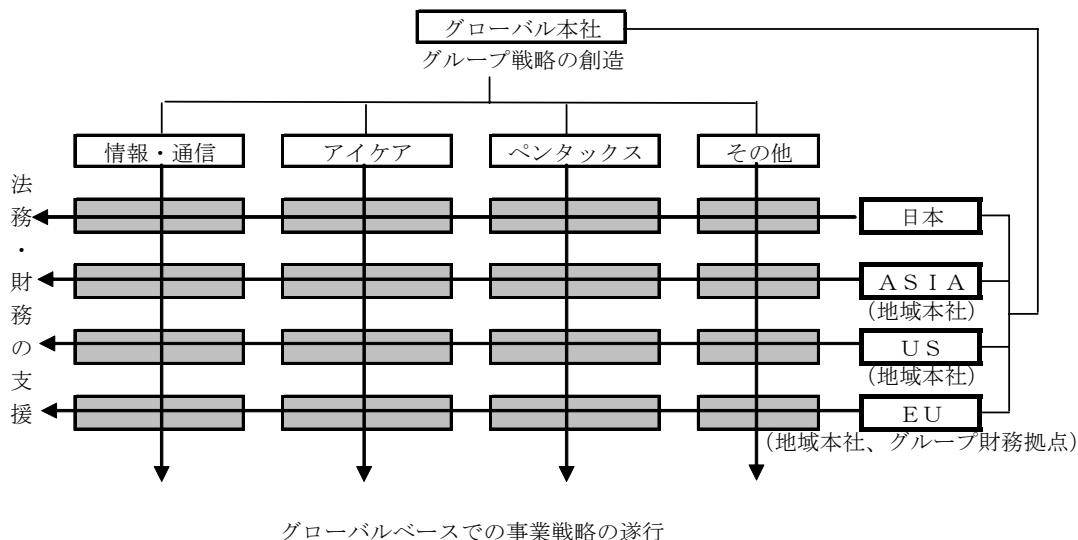 グローバル本社
グループ戦略の創造
情報・通信
アイケア
ペンタックス
その他
法務・財務の支援
日本
ＡＳＩＡ
（地域本社）
ＵＳ
（地域本社）
ＥＵ
（地域本社、グループ財務拠点）
グローバルベースでの事業戦略の遂行